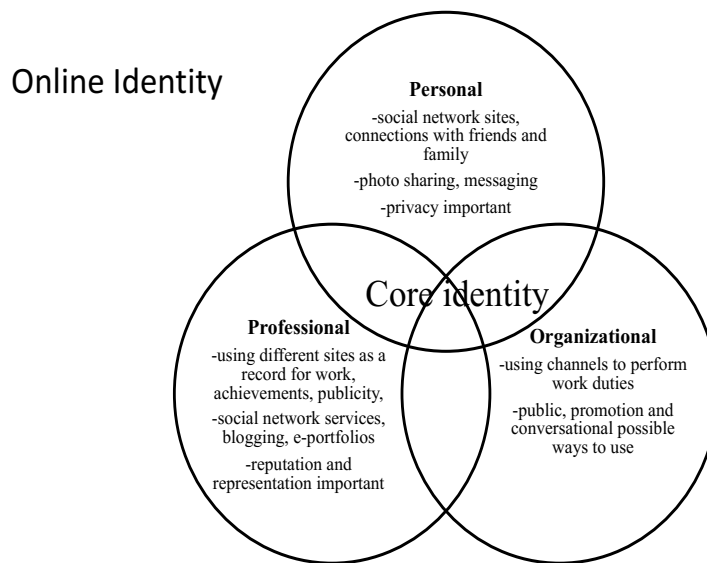 Online Identity
Personal
-social network sites,
connections with friends and
family
-photo sharing, messaging
-privacy important
Core identity
Professional
-using different sites as a
record for work,
achievements, publicity,
-social network services,
blogging, e-portfolios
-reputation and
representation important
Organizational
-using channels to perform
work duties
-public, promotion and
conversational possible
ways to use